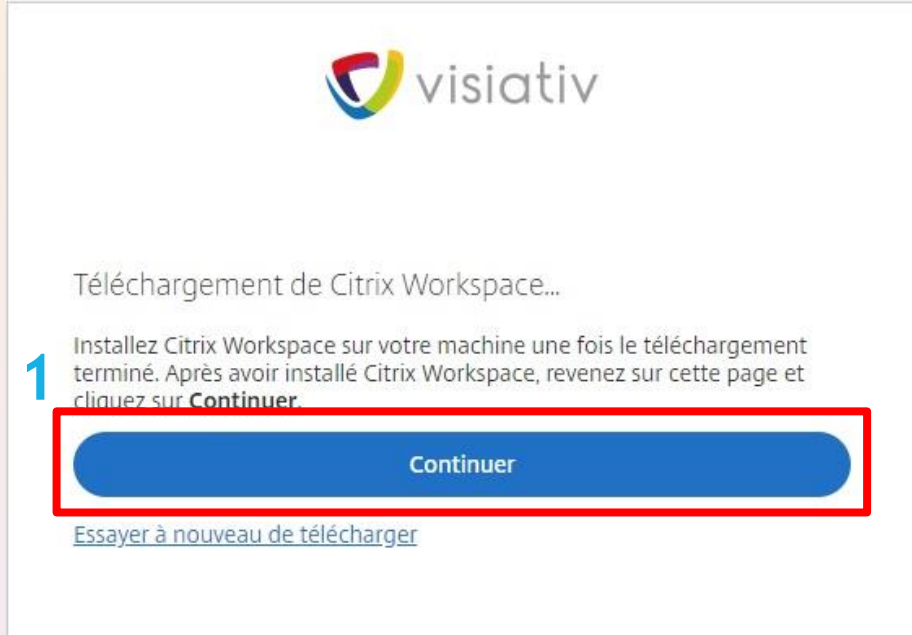 visiativ
Téléchargement de Citrix Workspace...
Installez Citrix Workspace sur votre machine une fois le téléchargement
1
terminé. Après avoir installé Citrix Workspace, revenez sur cette page et
cliquez sur Continuer.
Continuer
Essayer à nouveau de télécharger